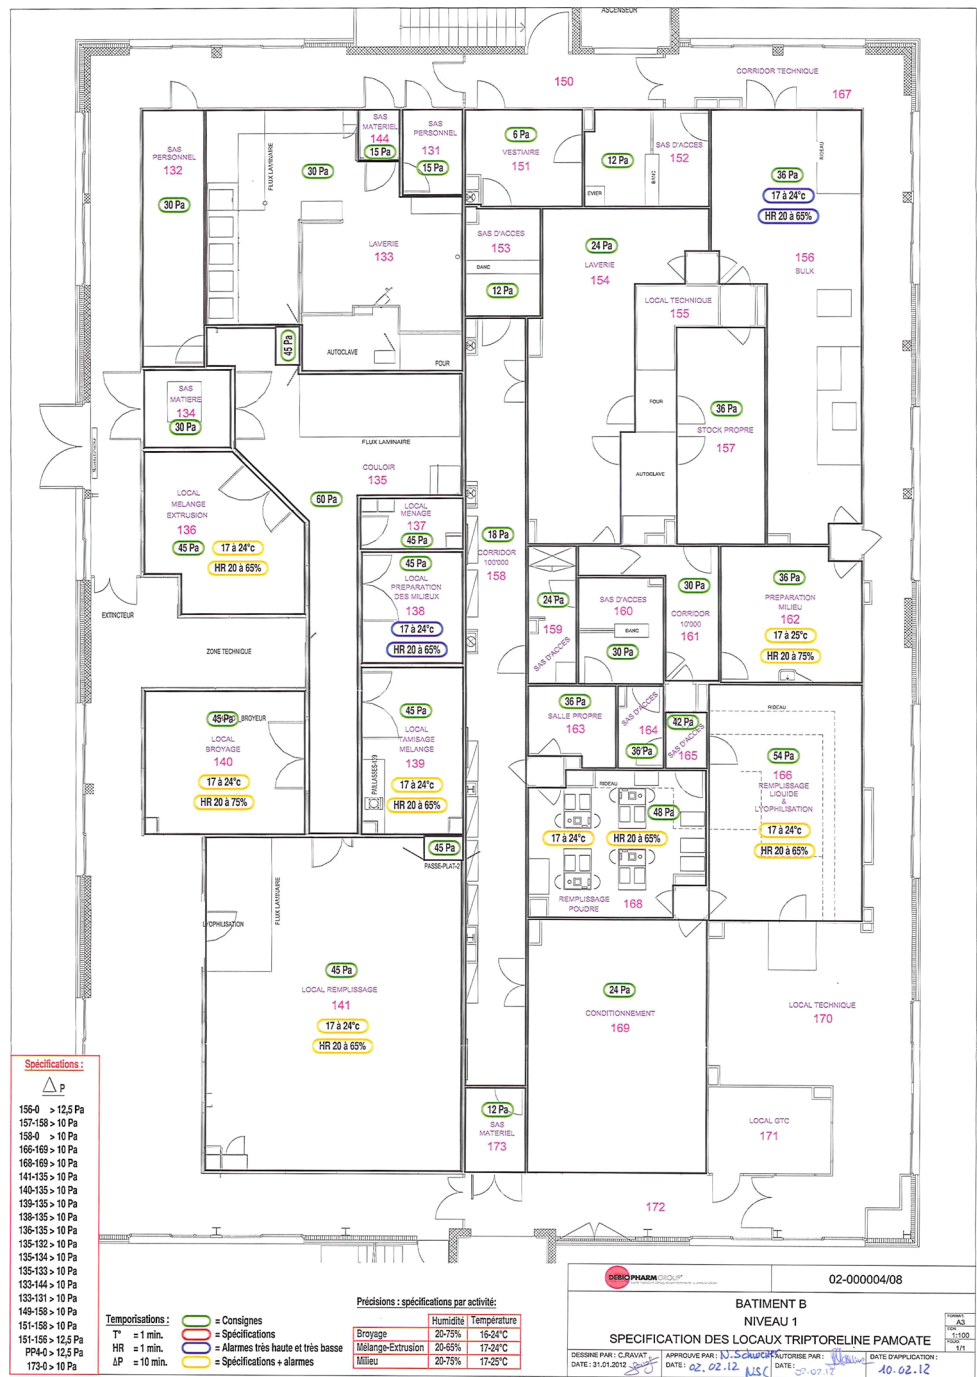 ASCENSEUR
150
CORRIDOR TECHNIQUE
167
SAS
PERSONNEL
132
30 Pa
FLUX LAMINAIRE
30 Pa
SAS
MATERIEL
144
15 Pa
SAS
PERSONNEL
131
15 Pa
6 Pa
VESTIAIRE
151
12 Pa
EVIER
BANC
SAS D'ACCES
152
RIDEAU
36 Pa
17 à 24°c
HR 20 à 65%
156
BULK
LAVERIE
133
SAS D'ACCES
153
BANC
12 Pa
24 Pa
LAVERIE
154
LOCAL TECHNIQUE
155
45 Pa
AUTOCLAVE
FOUR
SAS
MATIERE
134
30 Pa
FLUX LAMINAIRE
COULOIR
135
60 Pa
FOUR
AUTOCLAVE
36 Pa
STOCK PROPRE
157
LOCAL
MELANGE
EXTRUSION
136
45 Pa
17 à 24°c
HR 20 à 65%
LOCAL
MENAGE
137
45 Pa
18 Pa
CORRIDOR
100'000
158
45 Pa
LOCAL
PREPARATION
DES MILIEUX
138
17 à 24°c
HR 20 à 65%
EXTINCTEUR
ZONE TECHNIQUE
24 Pa
159
SAS D'ACCES
SAS D'ACCES
160
BANC
30 Pa
30 Pa
CORRIDOR
10'000
161
36 Pa
PREPARATION
MILIEU
162
17 à 25°c
HR 20 à 75%
45 Pa
BROYEUR
LOCAL
BROYAGE
140
17 à 24°c
HR 20 à 75%
45 Pa
LOCAL
TAMISAGE
MELANGE
139
17 à 24°c
HR 20 à 65%
36 Pa
SALLE PROPRE
163
SAS D'ACCES
164
36 Pa
42 Pa
SAS D'ACCES
165
RIDEAU
54 Pa
166
REMPLISSAGE
LIQUIDE
&
LYOPHILISATION
17 à 24°c
HR 20 à 65%
RIDEAU
48 Pa
17 à 24°c
HR 20 à 65%
REMPLISSAGE
POUDRE
168
45 Pa
PASSE-PLAT-2
FLUX LAMINAIRE
LYOPHILISATION
45 Pa
LOCAL REMPLISSAGE
141
17 à 24°c
HR 20 à 65%
24 Pa
CONDITIONNEMENT
169
LOCAL TECHNIQUE
170
12 Pa
SAS
MATERIEL
173
LOCAL GTC
171
172
Spécifications :
△ P
156-0 > 12,5 Pa
157-158 > 10 Pa
158-0 > 10 Pa
166-169 > 10 Pa
168-169 > 10 Pa
141-135 > 10 Pa
140-135 > 10 Pa
139-135 > 10 Pa
138-135 > 10 Pa
136-135 > 10 Pa
135-132 > 10 Pa
135-134 > 10 Pa
135-133 > 10 Pa
133-144 > 10 Pa
133-131 > 10 Pa
149-158 > 10 Pa
151-158 > 10 Pa
151-156 > 12,5 Pa
PP4-0 > 12,5 Pa
173-0 > 10 Pa
Temporisations :
T° = 1 min.
HR = 1 min.
ΔP = 10 min.
= Consignes
= Spécifications
= Alarmes très haute et très basse
= Spécifications + alarmes
Précisions : spécifications par activité:
Humidité Température
Broyage 20-75% 16-24°C
Mélange-Extrusion 20-65% 17-24°C
Milieu 20-75% 17-25°C
DEBIOPHARM GROUP
02-000004/08
BATIMENT B
NIVEAU 1
SPECIFICATION DES LOCAUX TRIPTORELINE PAMOATE
FORMAT:
A3
1:100
1/1
DESSINE PAR : C.RAVAT
DATE : 31.01.2012
APPROUVE PAR : N. Schweizer
DATE : 02.02.12 NSC
AUTORISE PAR :
DATE :
DATE D'APPLICATION :
10.02.12